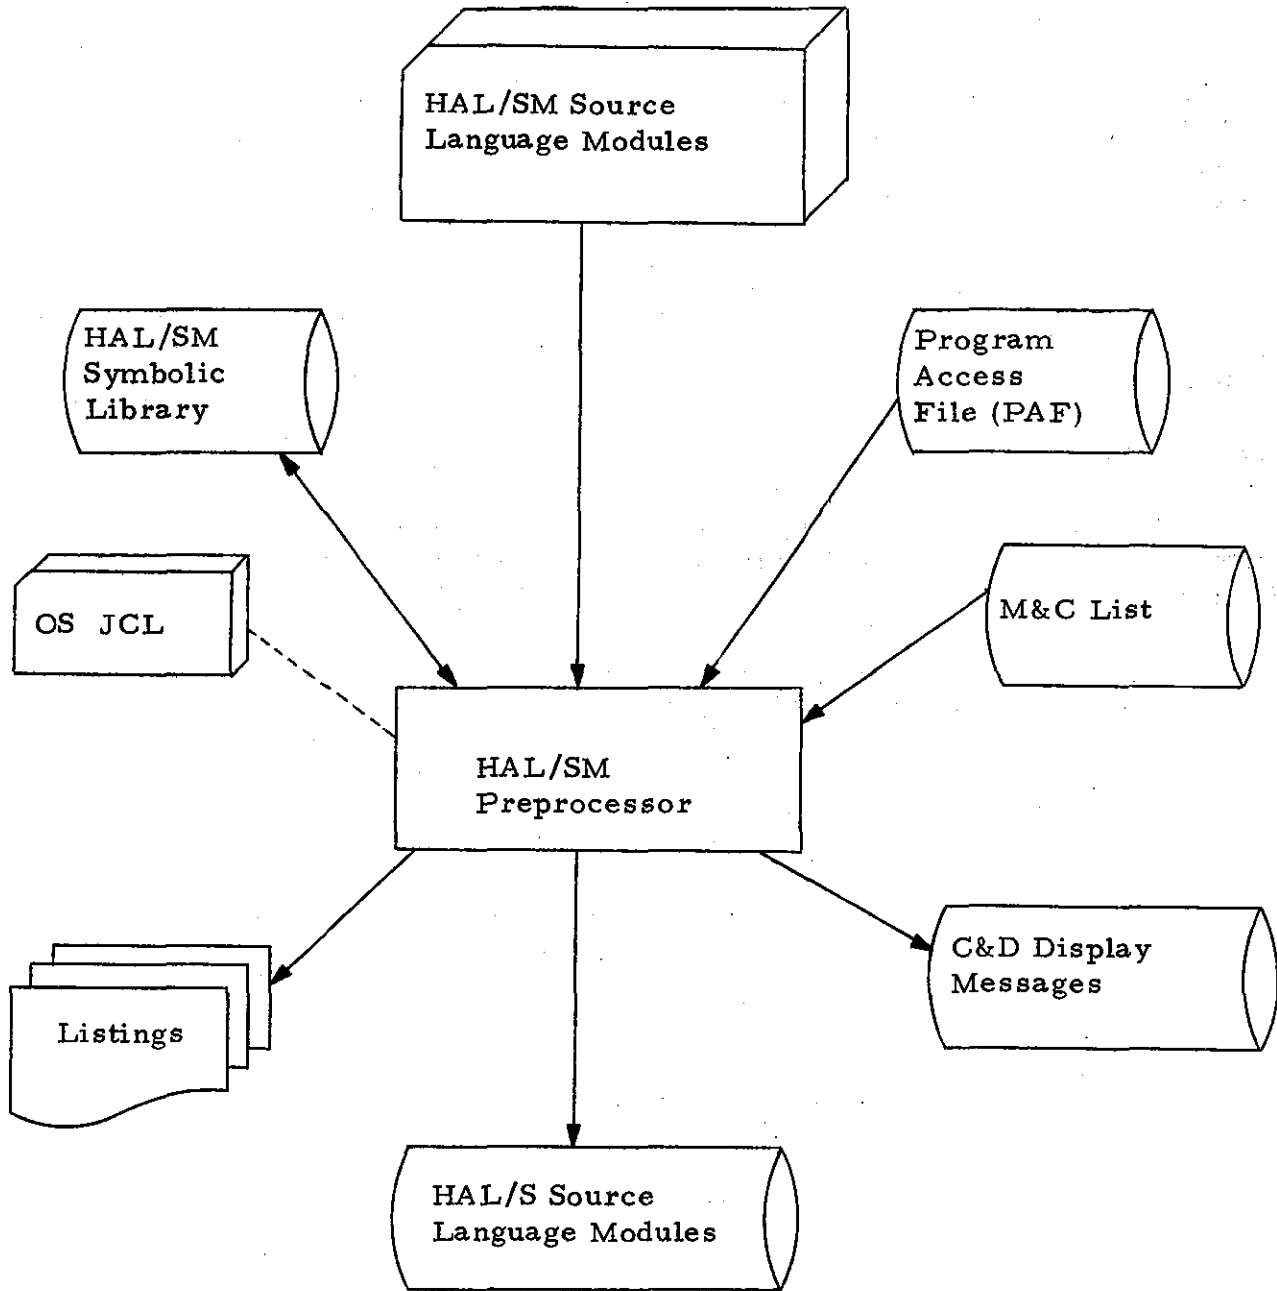 HAL/SM Source
Language Modules
HAL/SM
Symbolic
Library
Program
Access
File (PAF)
OS JCL
M&C List
HAL/SM
Preprocessor
C&D Display
Messages
Listings
HAL/S Source
Language Modules